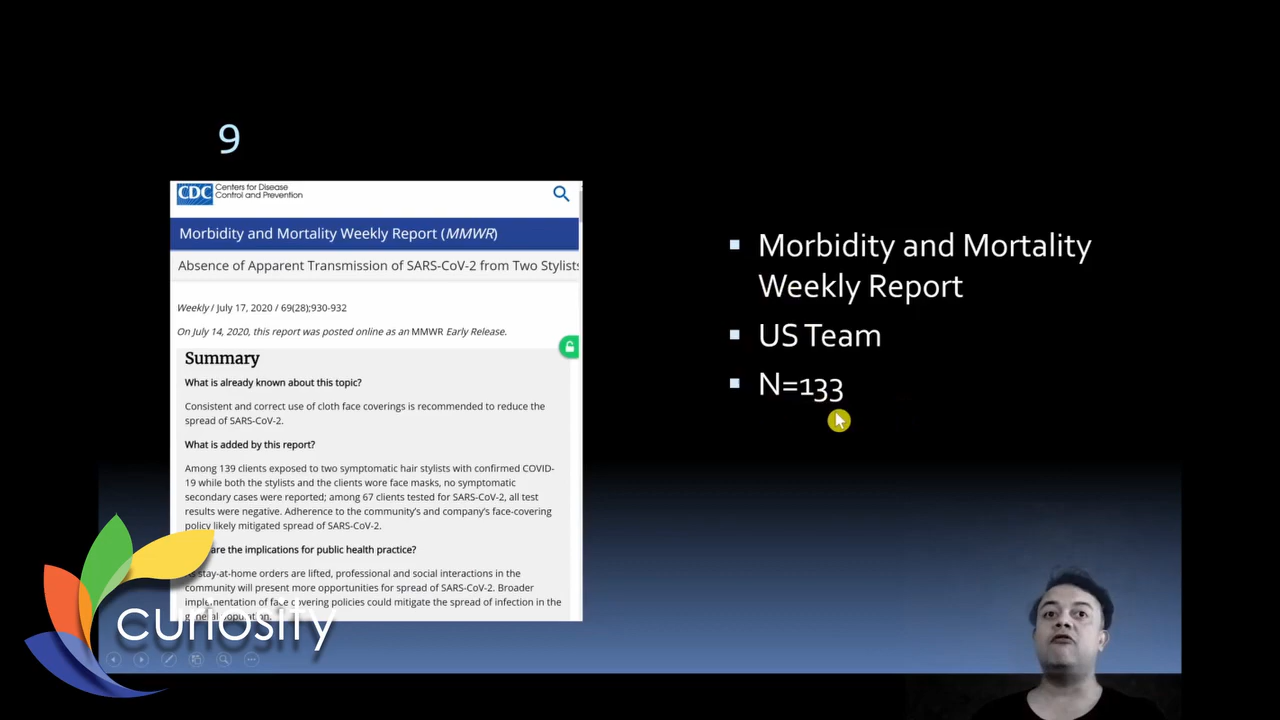 9
CDC Centers for Disease
Control and Prevention
Morbidity and Mortality Weekly Report (MMWR)
Absence of Apparent Transmission of SARS-CoV-2 from Two Stylists
Weekly / July 17, 2020 / 69(28);930-932
On July 14, 2020, this report was posted online as an MMWR Early Release.
Summary
What is already known about this topic?
Consistent and correct use of cloth face coverings is recommended to reduce the
spread of SARS-CoV-2.
What is added by this report?
Among 139 clients exposed to two symptomatic hair stylists with confirmed COVID-
19 while both the stylists and the clients wore face masks, no symptomatic
secondary cases were reported; among 67 clients tested for SARS-CoV-2, all test
results were negative. Adherence to the community's and company's face-covering
policy likely mitigated spread of SARS-CoV-2.
are the implications for public health practice?
stay-at-home orders are lifted, professional and social interactions in the
community will present more opportunities for spread of SARS-CoV-2. Broader
implementation of face covering policies could mitigate the spread of infection in the
general population.
Morbidity and Mortality
Weekly Report
US Team
N=133
curiosity